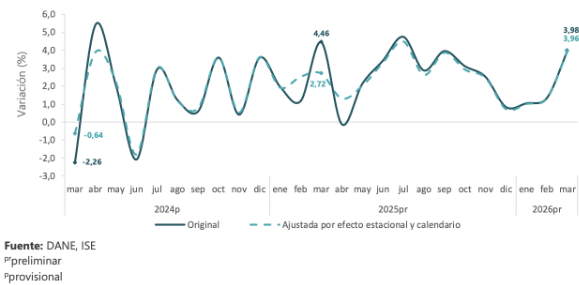 Variación (%)
6,0
5,0
4,0
3,0
2,0
1,0
0,0
-1,0
-2,0
-3,0
-0,64
-2,26
4,46
2,72
3,98
3,96
mar abr may jun jul ago sep oct nov dic ene feb mar abr may jun jul ago sep oct nov dic ene feb mar
2024p 2025pr 2026pr
Original Ajustada por efecto estacional y calendario
Fuente: DANE, ISE
ᵖʳpreliminar
ᵖprovisional